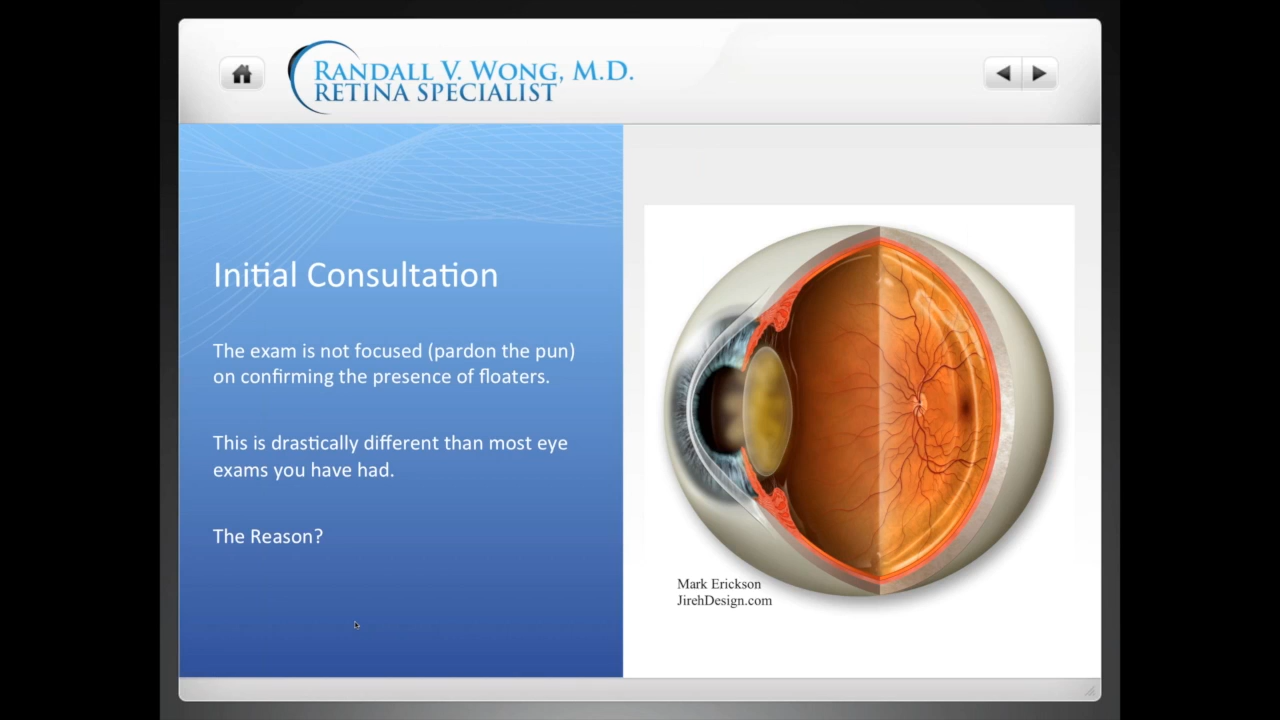 RANDALL V. WONG, M.D.
RETINA SPECIALIST
Initial Consultation
The exam is not focused (pardon the pun)
on confirming the presence of floaters.
This is drastically different than most eye
exams you have had.
The Reason?
Mark Erickson
JirehDesign.com